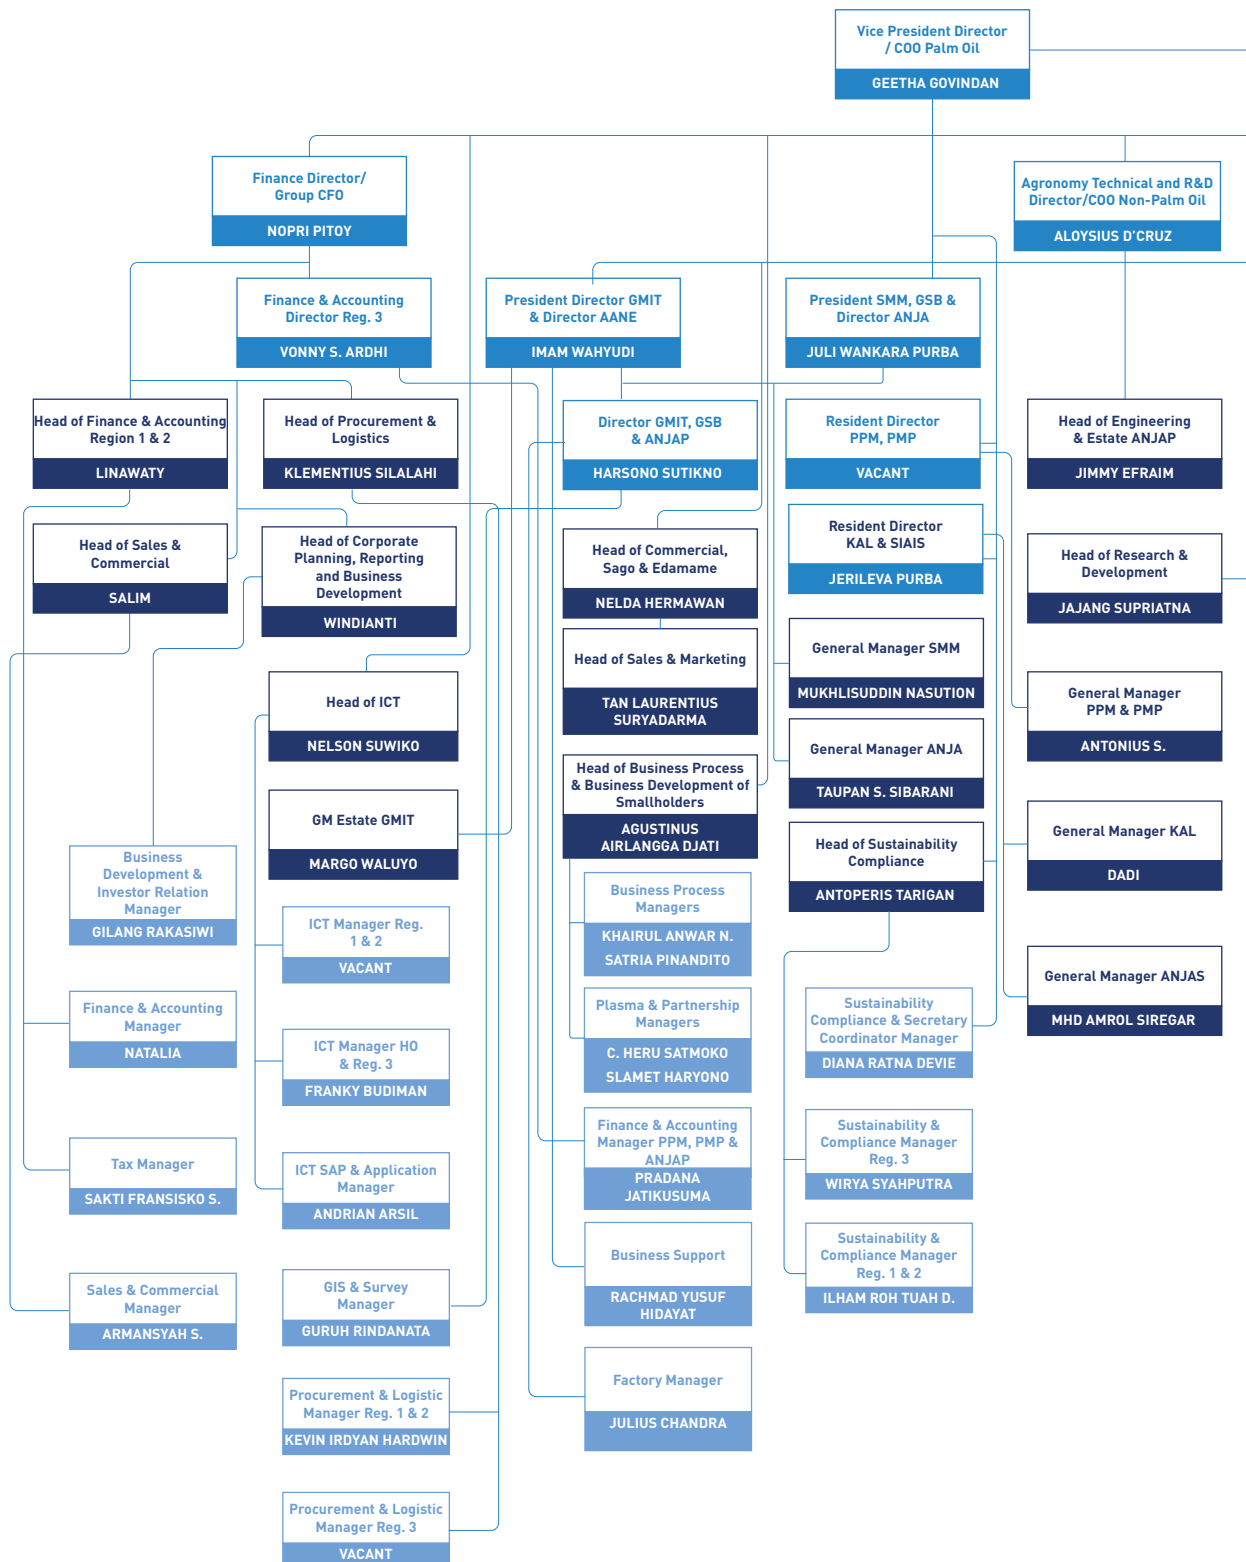 Vice President Director
/ COO Palm Oil
GEETHA GOVINDAN
Finance Director/
Group CFO
NOPRI PITOY
Agronomy Technical and R&D
Director/COO Non-Palm Oil
ALOYSIUS D’CRUZ
Finance & Accounting
Director Reg. 3
VONNY S. ARDHI
President Director GMIT
& Director AANE
IMAM WAHYUDI
President SMM, GSB &
Director ANJA
JULI WANKARA PURBA
Head of Finance & Accounting
Region 1 & 2
LINAWATY
Head of Procurement &
Logistics
KLEMENTIUS SILALAHI
Director GMIT, GSB
& ANJAP
HARSONO SUTIKNO
Resident Director
PPM, PMP
VACANT
Head of Engineering
& Estate ANJAP
JIMMY EFRAIM
Head of Sales &
Commercial
SALIM
Head of Corporate
Planning, Reporting
and Business
Development
WINDIANTI
Head of Commercial,
Sago & Edamame
NELDA HERMAWAN
Resident Director
KAL & SIAIS
JERILEVA PURBA
Head of Research &
Development
JAJANG SUPRIATNA
Head of Sales & Marketing
TAN LAURENTIUS
SURYADARMA
General Manager SMM
MUKHLISUDDIN NASUTION
General Manager
PPM & PMP
ANTONIUS S.
Head of ICT
NELSON SUWIKO
General Manager ANJA
TAUPAN S. SIBARANI
Head of Business Process
& Business Development of
Smallholders
AGUSTINUS
AIRLANGGA DJATI
GM Estate GMIT
MARGO WALUYO
Head of Sustainability
Compliance
ANTOPERIS TARIGAN
General Manager KAL
DADI
Business
Development &
Investor Relation
Manager
GILANG RAKASIWI
Business Process
Managers
KHAIRUL ANWAR N.
SATRIA PINANDITO
ICT Manager Reg.
1 & 2
VACANT
General Manager ANJAS
MHD AMROL SIREGAR
Finance & Accounting
Manager
NATALIA
Plasma & Partnership
Managers
C. HERU SATMOKO
SLAMET HARYONO
Sustainability
Compliance & Secretary
Coordinator Manager
DIANA RATNA DEVIE
ICT Manager HO
& Reg. 3
FRANKY BUDIMAN
Finance & Accounting
Manager PPM, PMP &
ANJAP
PRADANA
JATIKUSUMA
Sustainability &
Compliance Manager
Reg. 3
WIRYA SYAHPUTRA
Tax Manager
SAKTI FRANSISKO S.
ICT SAP & Application
Manager
ANDRIAN ARSIL
Business Support
RACHMAD YUSUF
HIDAYAT
Sustainability &
Compliance Manager
Reg. 1 & 2
ILHAM ROH TUAH D.
Sales & Commercial
Manager
ARMANSYAH S.
GIS & Survey
Manager
GURUH RINDANATA
Factory Manager
JULIUS CHANDRA
Procurement & Logistic
Manager Reg. 1 & 2
KEVIN IRDYAN HARDWIN
Procurement & Logistic
Manager Reg. 3
VACANT